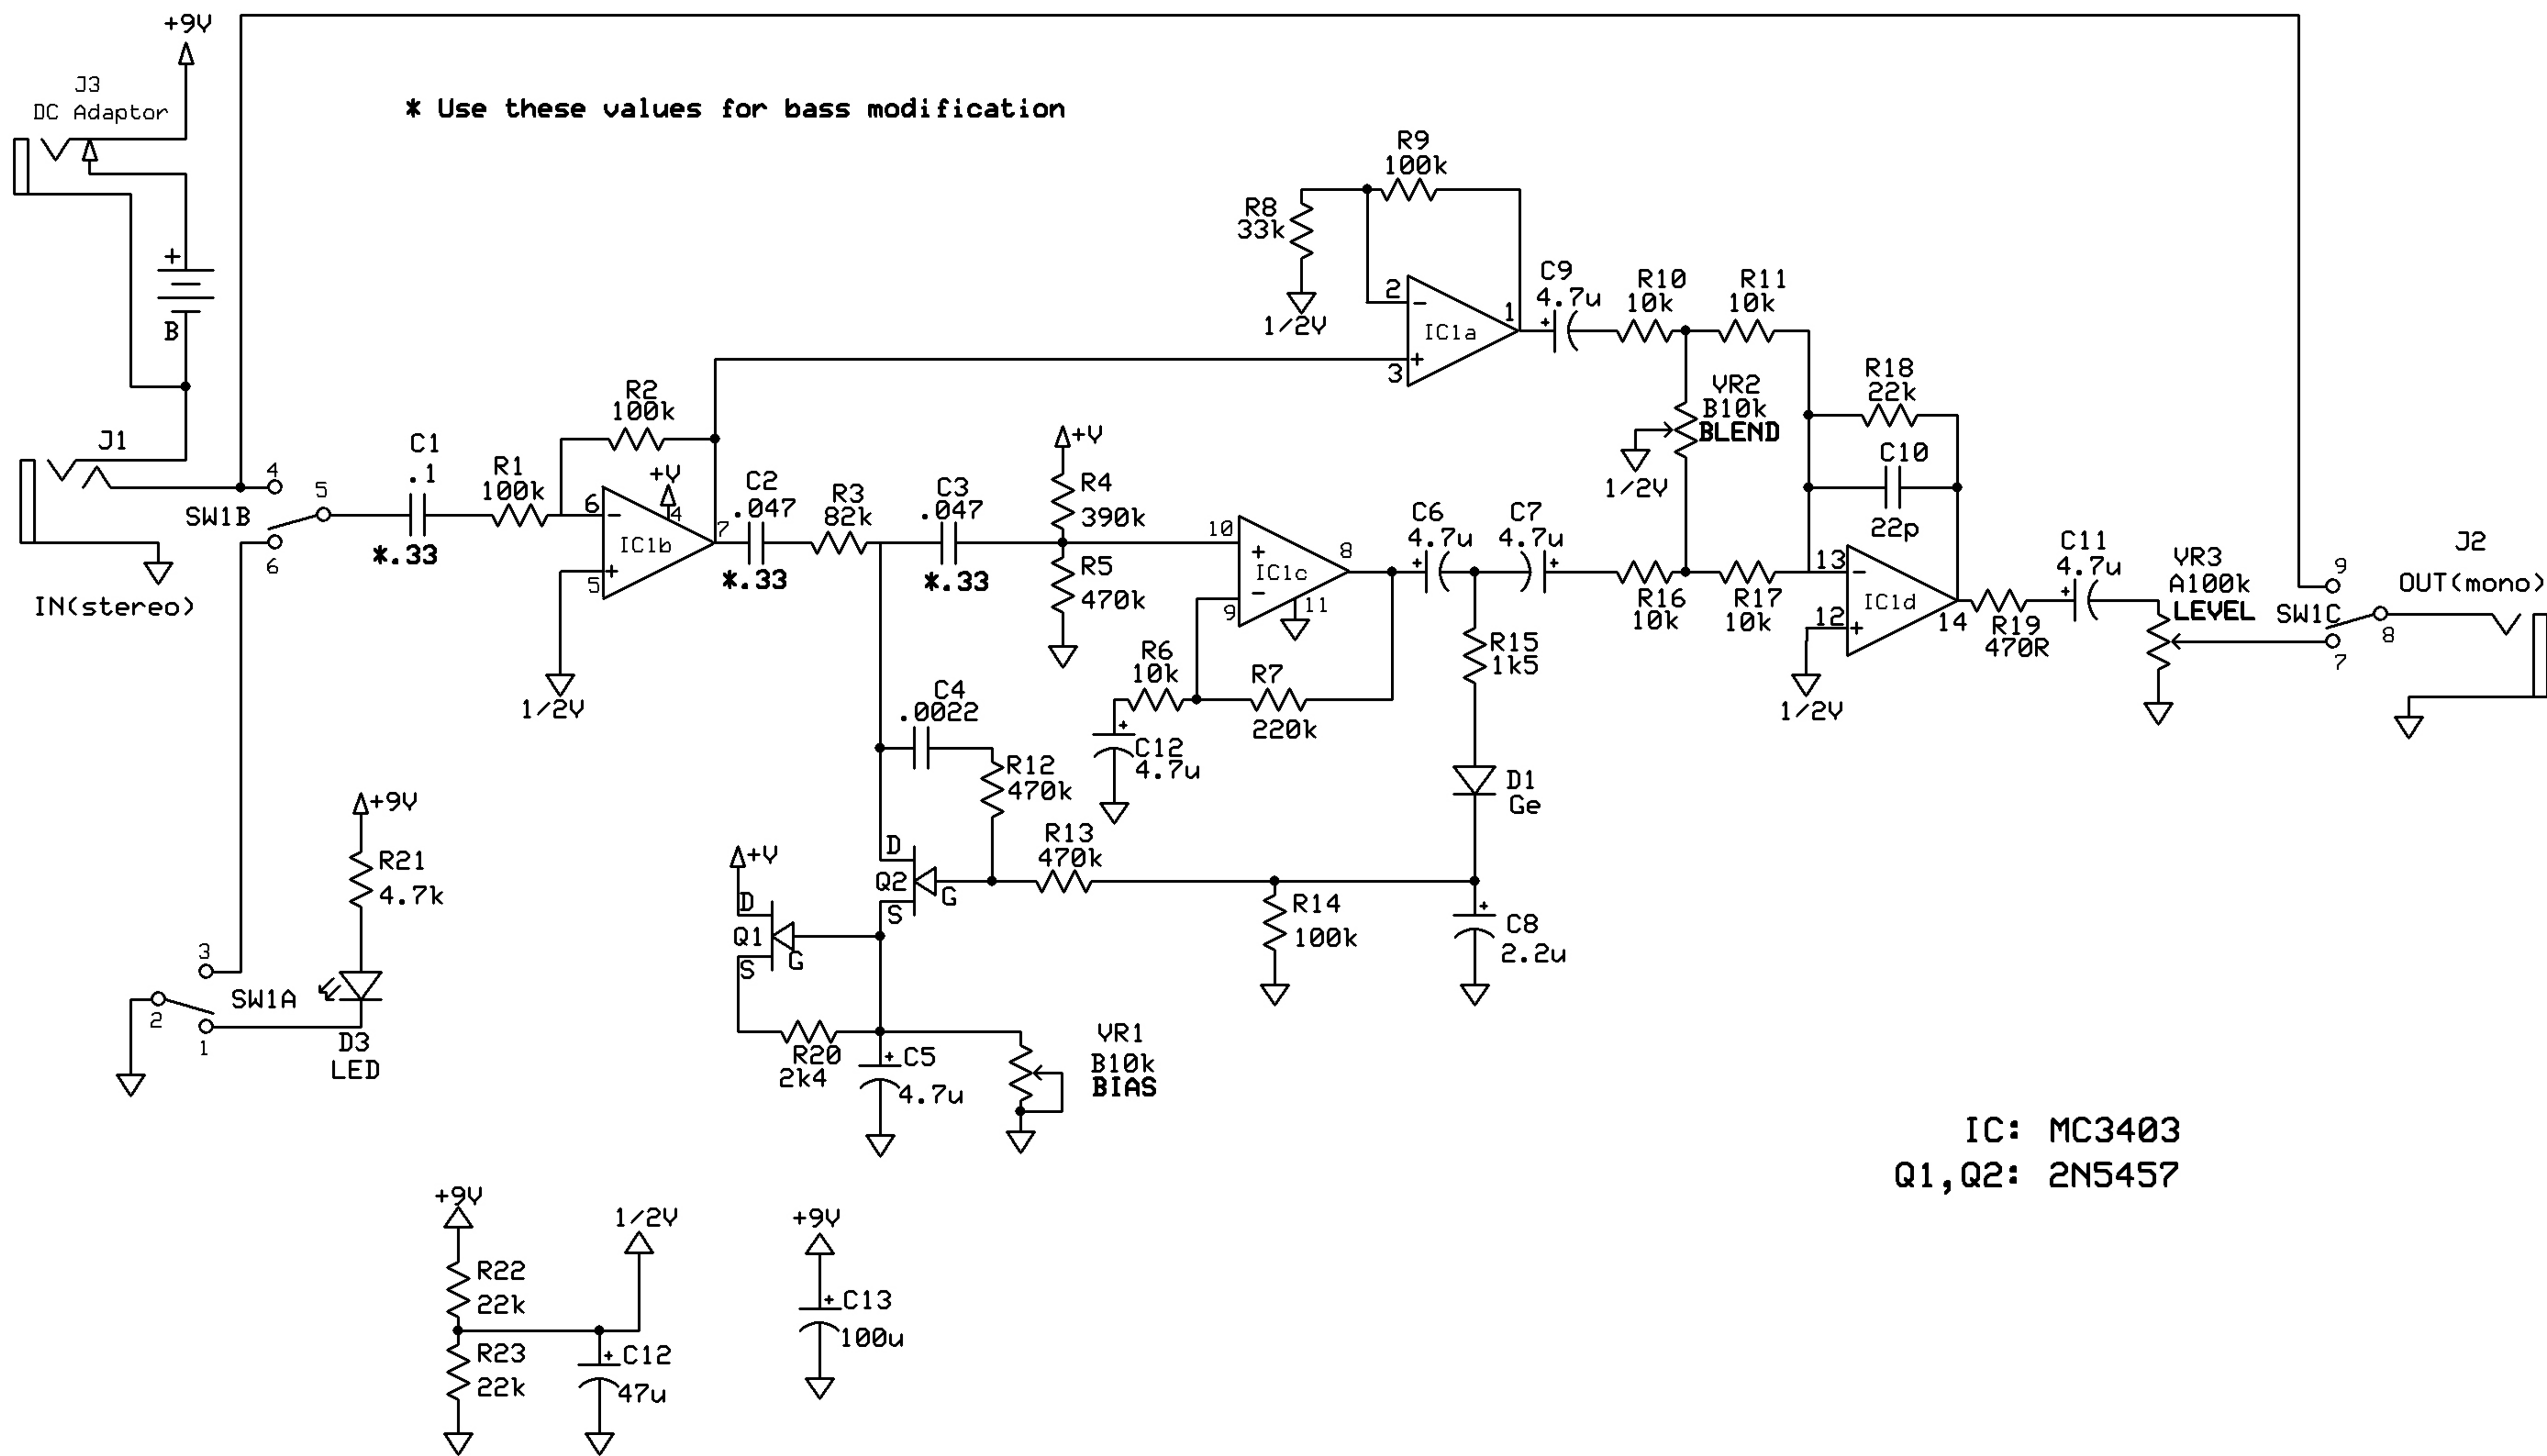 +9V
J3
DC Adaptor
* Use these values for bass modification
+
B
J1
IN(stereo)
4
5
SW1B
6
C1
.1
*.33
R1
100k
R2
100k
+V
4
6
7
IC1b
5
1/2V
C2
.047
*.33
R3
82k
C3
.047
*.33
+V
R4
390k
R5
470k
R9
100k
R8
33k
1/2V
2
1
IC1a
3
C9
4.7u
R10
10k
R11
10k
VR2
B10k
BLEND
1/2V
R18
22k
C10
22p
10
8
IC1c
9
11
R6
10k
R7
220k
C12
4.7u
C6
4.7u
C7
4.7u
R15
1k5
R16
10k
R17
10k
13
IC1d
12
14
1/2V
R19
470R
C11
4.7u
VR3
A100k
LEVEL
9
SW1C
8
7
J2
OUT(mono)
C4
.0022
R12
470k
D1
Ge
R13
470k
D
Q2
G
S
+V
D
Q1
G
S
R14
100k
C8
2.2u
R20
2k4
C5
4.7u
VR1
B10k
BIAS
+9V
R21
4.7k
3
SW1A
2
1
D3
LED
IC: MC3403
Q1,Q2: 2N5457
+9V
R22
22k
R23
22k
1/2V
C12
47u
+9V
C13
100u